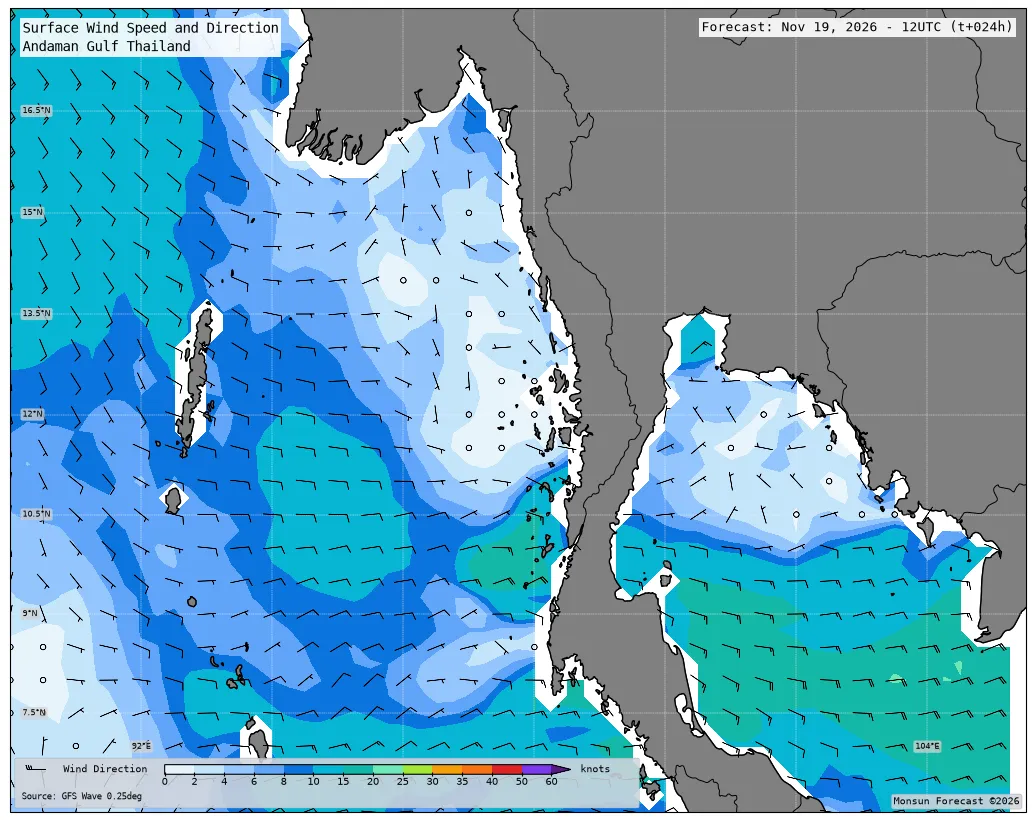 Surface Wind Speed and Direction
Andaman Gulf Thailand
Forecast: Nov 19, 2026 - 12UTC (t+024h)
16.5°N
15°N
13.5°N
12°N
10.5°N
9°N
7.5°N
92°E
104°E
Wind Direction
0 2 4 6 8 10 15 20 25 30 35 40 50 60
knots
Source: GFS Wave 0.25deg
Monsun Forecast ©2026